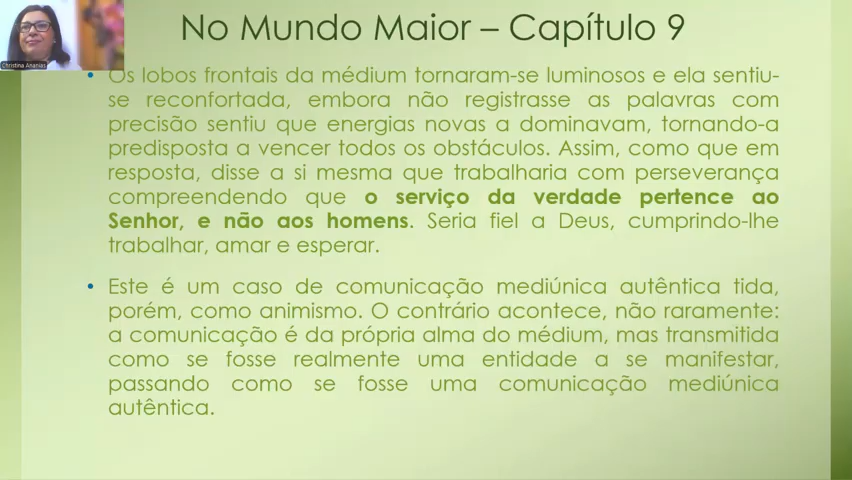 No Mundo Maior – Capítulo 9
Christina Ananias
• Os lobos frontais da médium tornaram-se luminosos e ela sentiu-
se reconfortada, embora não registrasse as palavras com
precisão sentiu que energias novas a dominavam, tornando-a
predisposta a vencer todos os obstáculos. Assim, como que em
resposta, disse a si mesma que trabalharia com perseverança
compreendendo que o serviço da verdade pertence ao
Senhor, e não aos homens. Seria fiel a Deus, cumprindo-lhe
trabalhar, amar e esperar.
• Este é um caso de comunicação mediúnica autêntica tida,
porém, como animismo. O contrário acontece, não raramente:
a comunicação é da própria alma do médium, mas transmitida
como se fosse realmente uma entidade a se manifestar,
passando como se fosse uma comunicação mediúnica
autêntica.